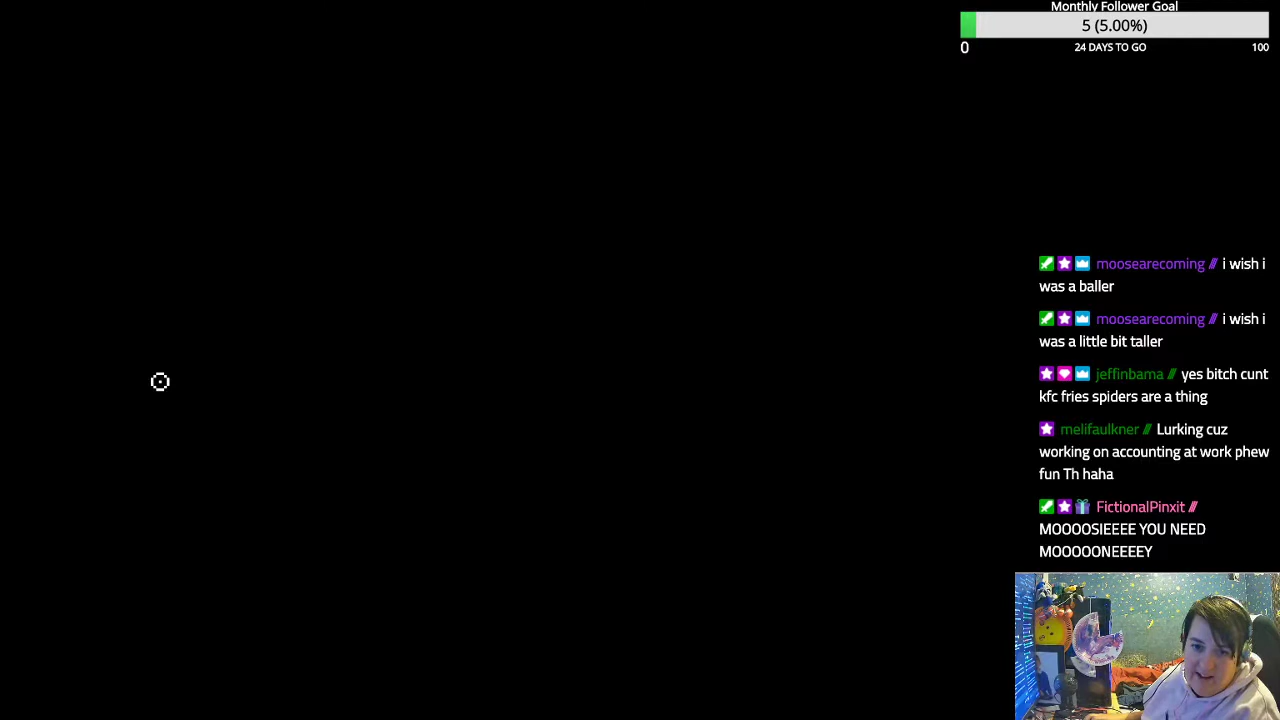 Monthly Follower Goal
5 (5.00%)
0
24 DAYS TO GO
100
moosearecoming /// i wish i
was a baller
moosearecoming /// i wish i
was a little bit taller
jeffinbama /// yes bitch cunt
kfc fries spiders are a thing
melifaulkner /// Lurking cuz
working on accounting at work phew
fun Th haha
FictionalPinxit ///
MOOOOSIEEEE YOU NEED
MOOOOONEEEEY